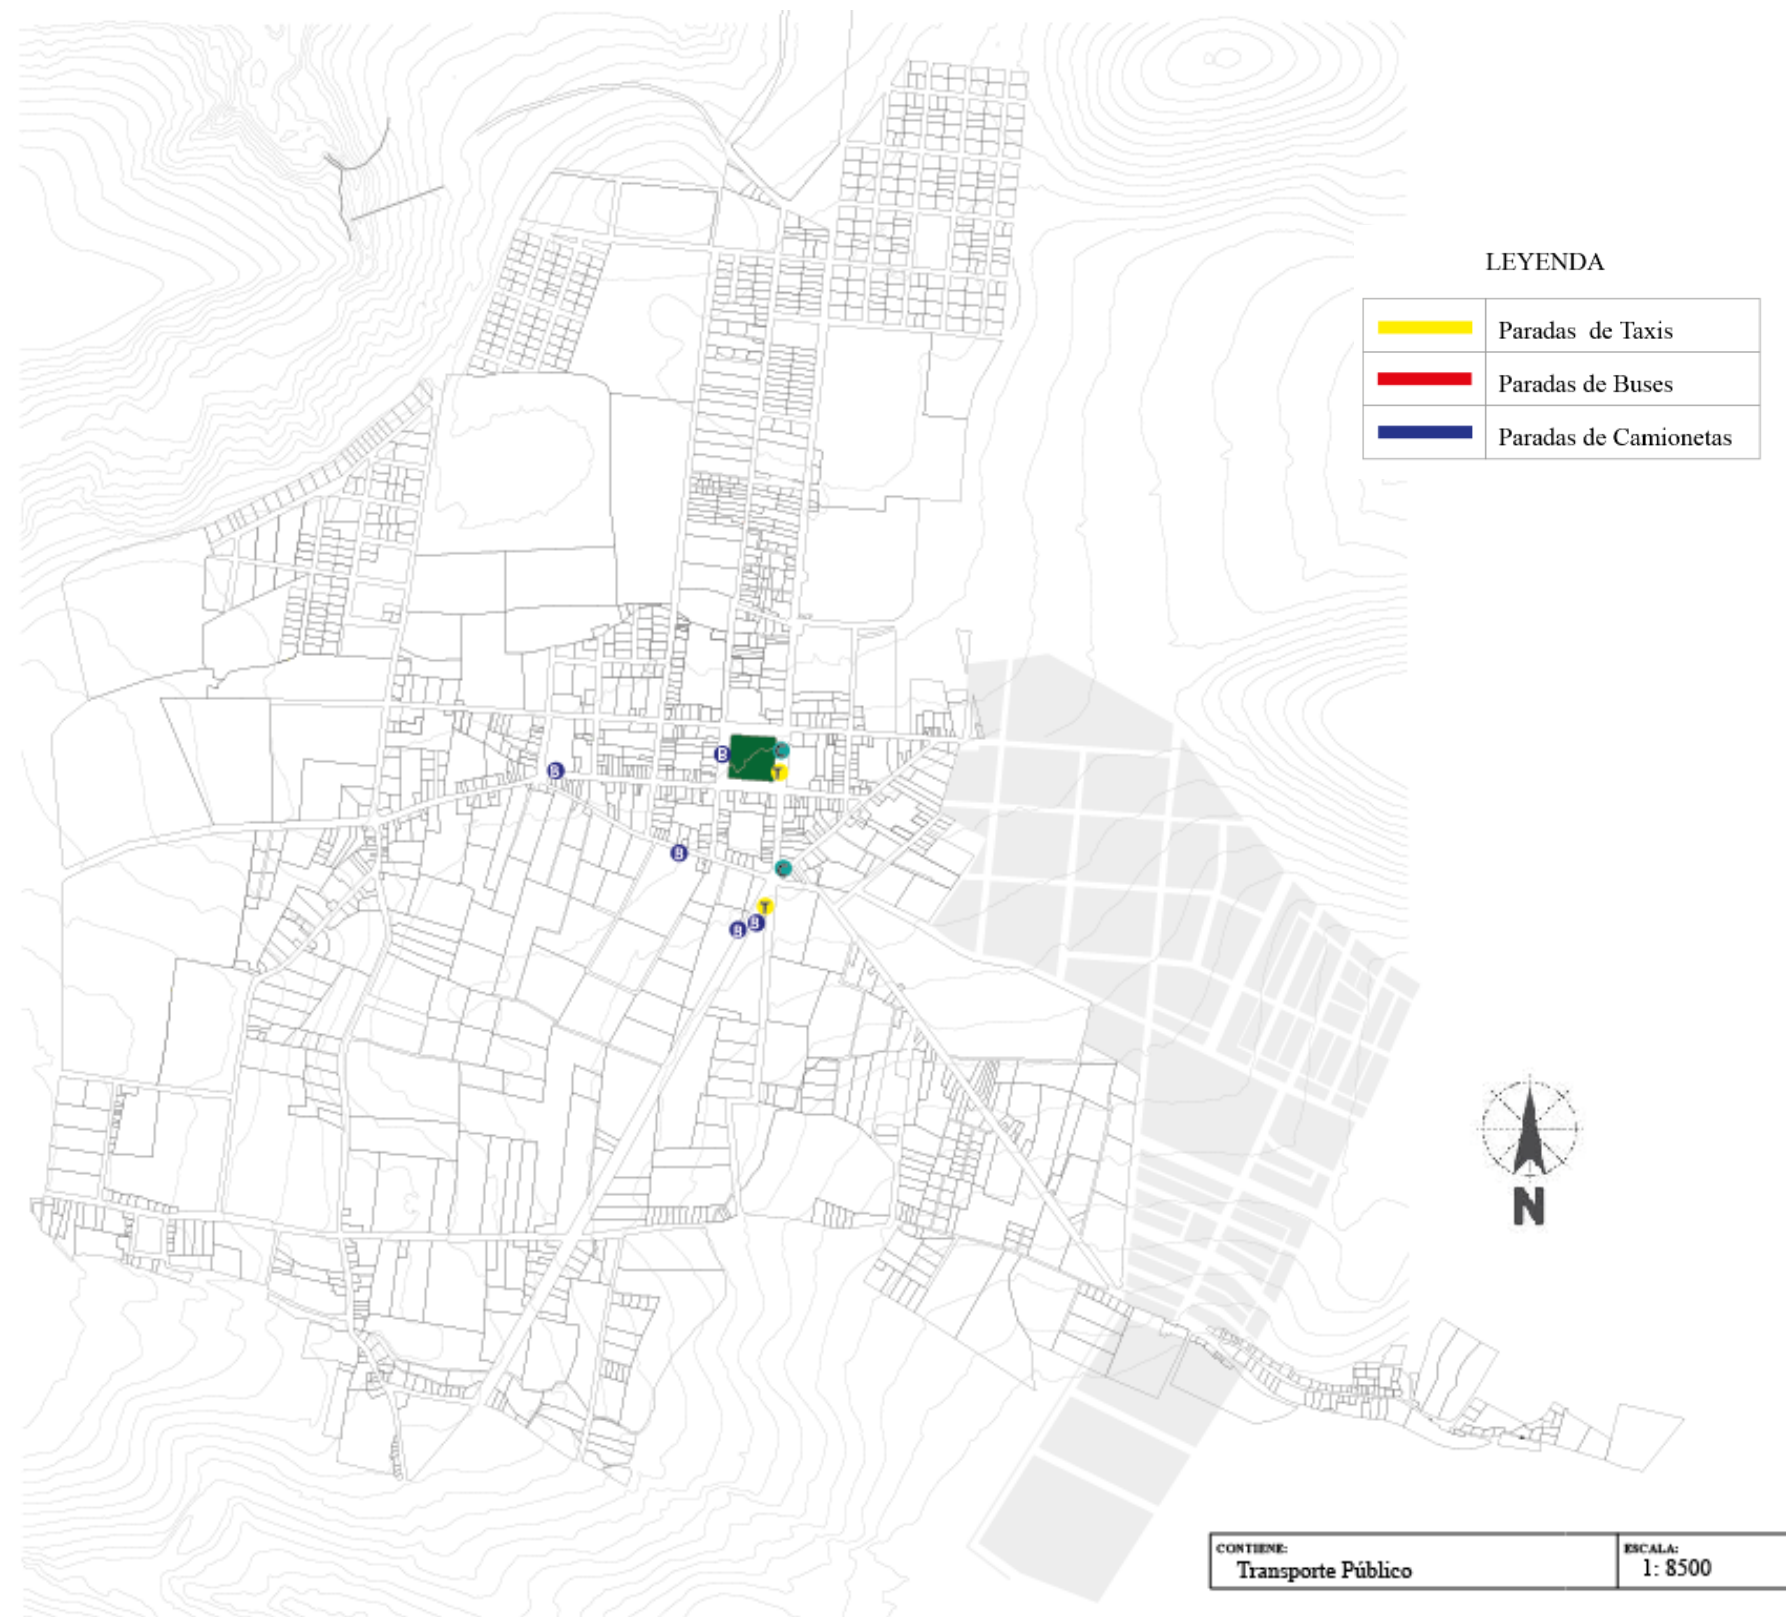 LEYENDA
Paradas de Taxis
Paradas de Buses
Paradas de Camionetas
B
C
B
T
B
C
T
B
B
N
CONTIENE:
Transporte Público
ESCALA:
1: 8500